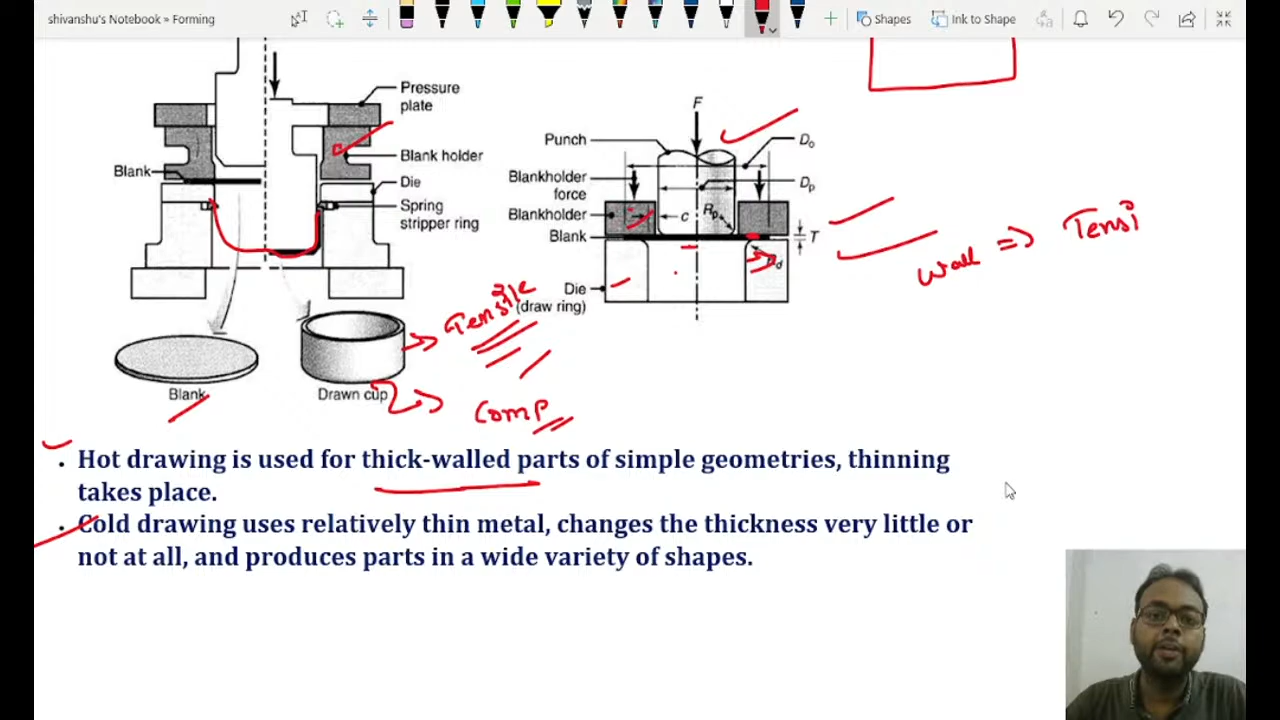 shivanshu's Notebook » Forming
Shapes
Ink to Shape
Pressure
plate
Blank holder
Blank
Die
Spring
stripper ring
Blank
Drawn cup
F
Punch
Do
Blankholder
force
Dp
Blankholder
c
Rp
Blank
T
Die
(draw ring)
Wall => Tensi
Tensile
Comp
• Hot drawing is used for thick-walled parts of simple geometries, thinning
takes place.
• Cold drawing uses relatively thin metal, changes the thickness very little or
not at all, and produces parts in a wide variety of shapes.